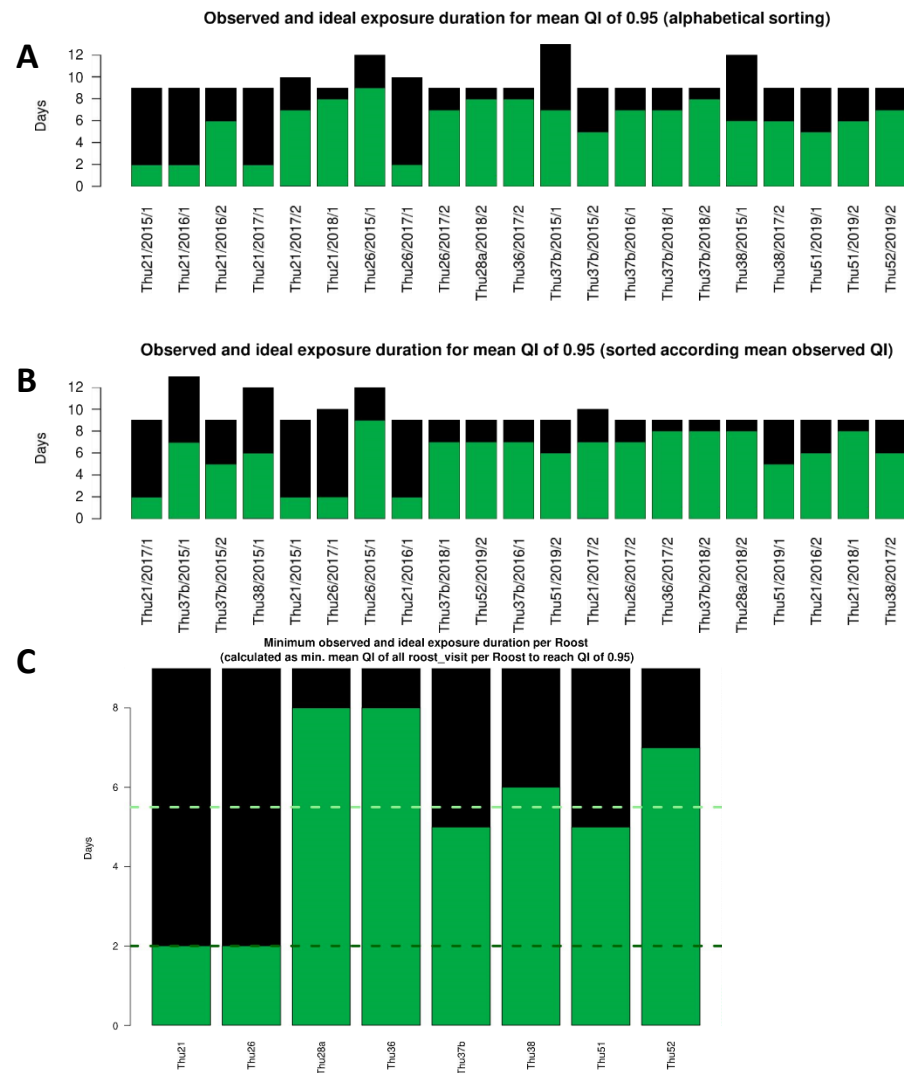 Observed and ideal exposure duration for mean QI of 0.95 (alphabetical sorting)
A
Days
12
10
8
6
4
2
0
Thu21/2015/1
Thu21/2016/1
Thu21/2016/2
Thu21/2017/1
Thu21/2017/2
Thu21/2018/1
Thu26/2015/1
Thu26/2017/1
Thu26/2017/2
Thu28a/2018/2
Thu36/2017/2
Thu37b/2015/1
Thu37b/2015/2
Thu37b/2016/1
Thu37b/2018/1
Thu37b/2018/2
Thu38/2015/1
Thu38/2017/2
Thu51/2019/1
Thu51/2019/2
Thu52/2019/2
Observed and ideal exposure duration for mean QI of 0.95 (sorted according mean observed QI)
B
Days
12
10
8
6
4
2
0
Thu21/2017/1
Thu37b/2015/1
Thu37b/2015/2
Thu38/2015/1
Thu21/2015/1
Thu26/2017/1
Thu26/2015/1
Thu21/2016/1
Thu37b/2018/1
Thu52/2019/2
Thu37b/2016/1
Thu51/2019/2
Thu21/2017/2
Thu26/2017/2
Thu36/2017/2
Thu37b/2018/2
Thu28a/2018/2
Thu51/2019/1
Thu21/2016/2
Thu21/2018/1
Thu38/2017/2
Minimum observed and ideal exposure duration per Roost
(calculated as min. mean QI of all roost_visit per Roost to reach QI of 0.95)
C
Days
8
6
4
2
0
Thu21
Thu26
Thu28a
Thu36
Thu37b
Thu38
Thu51
Thu52